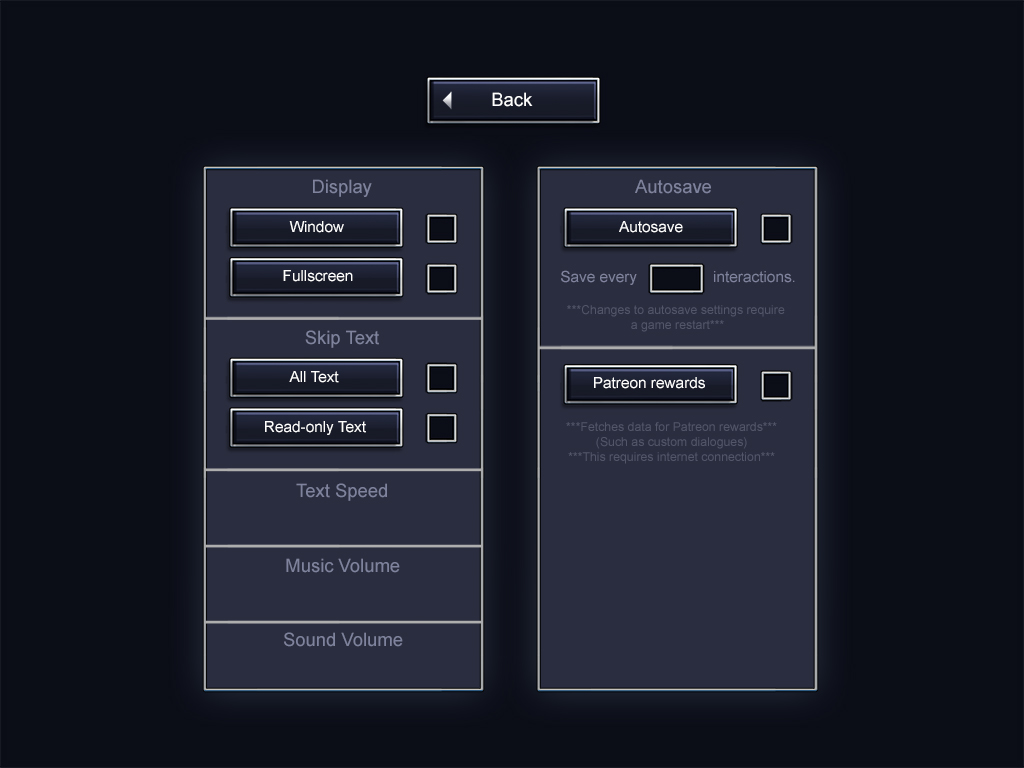 Back
Display
Window
Fullscreen
Skip Text
All Text
Read-only Text
Text Speed
Music Volume
Sound Volume
Autosave
Autosave
Save every interactions.
***Changes to autosave settings require
a game restart***
Patreon rewards
***Fetches data for Patreon rewards***
(Such as custom dialogues)
***This requires internet connection***